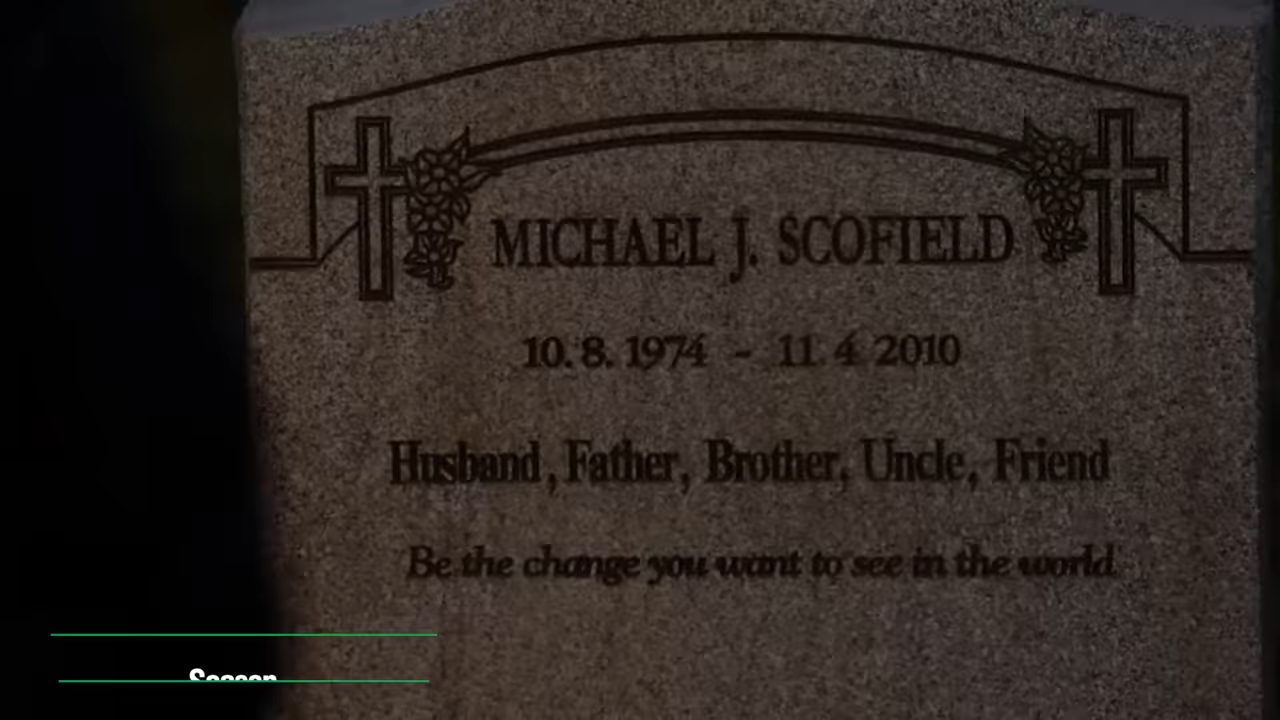 MICHAEL J. SCOFIELD
10. 8. 1974 - 11 4 2010
Husband, Father, Brother, Uncle, Friend
Be the change you want to see in the world